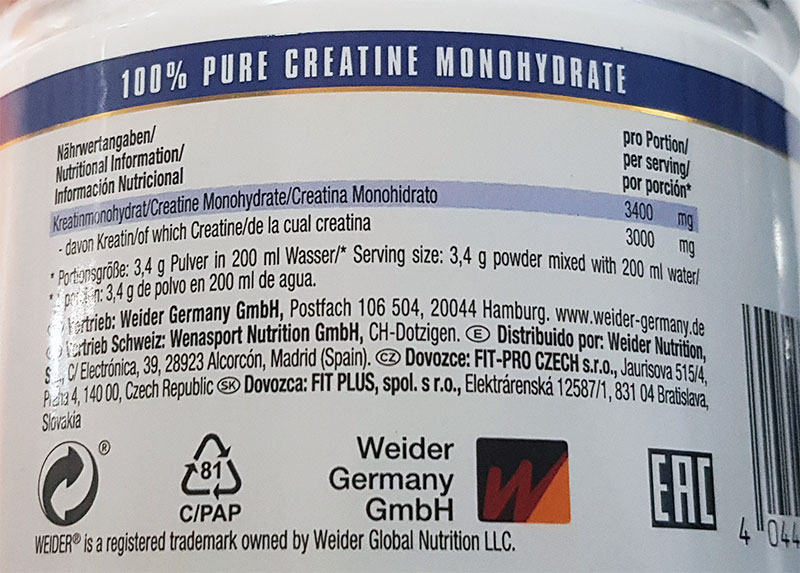 100% PURE CREATINE MONOHYDRATE
Nährwertangaben/
Nutritional Information/
Información Nutricional
pro Portion/
per serving/
por porción*
Kreatinmonohydrat/Creatine Monohydrate/Creatina Monohidrato 3400 mg
- davon Kreatin/of which Creatine/de la cual creatina 3000 mg
* Portionsgröße: 3,4 g Pulver in 200 ml Wasser/* Serving size: 3,4 g powder mixed with 200 ml water/
3,4 g de polvo en 200 ml de agua.
Vertrieb: Weider Germany GmbH, Postfach 106 504, 20044 Hamburg. www.weider-germany.de
Vertrieb Schweiz: Wenasport Nutrition GmbH, CH-Dotzigen. E Distribuido por: Weider Nutrition,
C/ Electrónica, 39, 28923 Alcorcón, Madrid (Spain). CZ Dovozce: FIT-PRO CZECH s.r.o., Jaurisova 515/4,
Praha 4, 140 00, Czech Republic SK Dovozca: FIT PLUS, spol. s r.o., Elektrárenská 12587/1, 831 04 Bratislava,
Slovakia
®
81
C/PAP
Weider
Germany
GmbH
W
EAC
4 044
WEIDER® is a registered trademark owned by Weider Global Nutrition LLC.